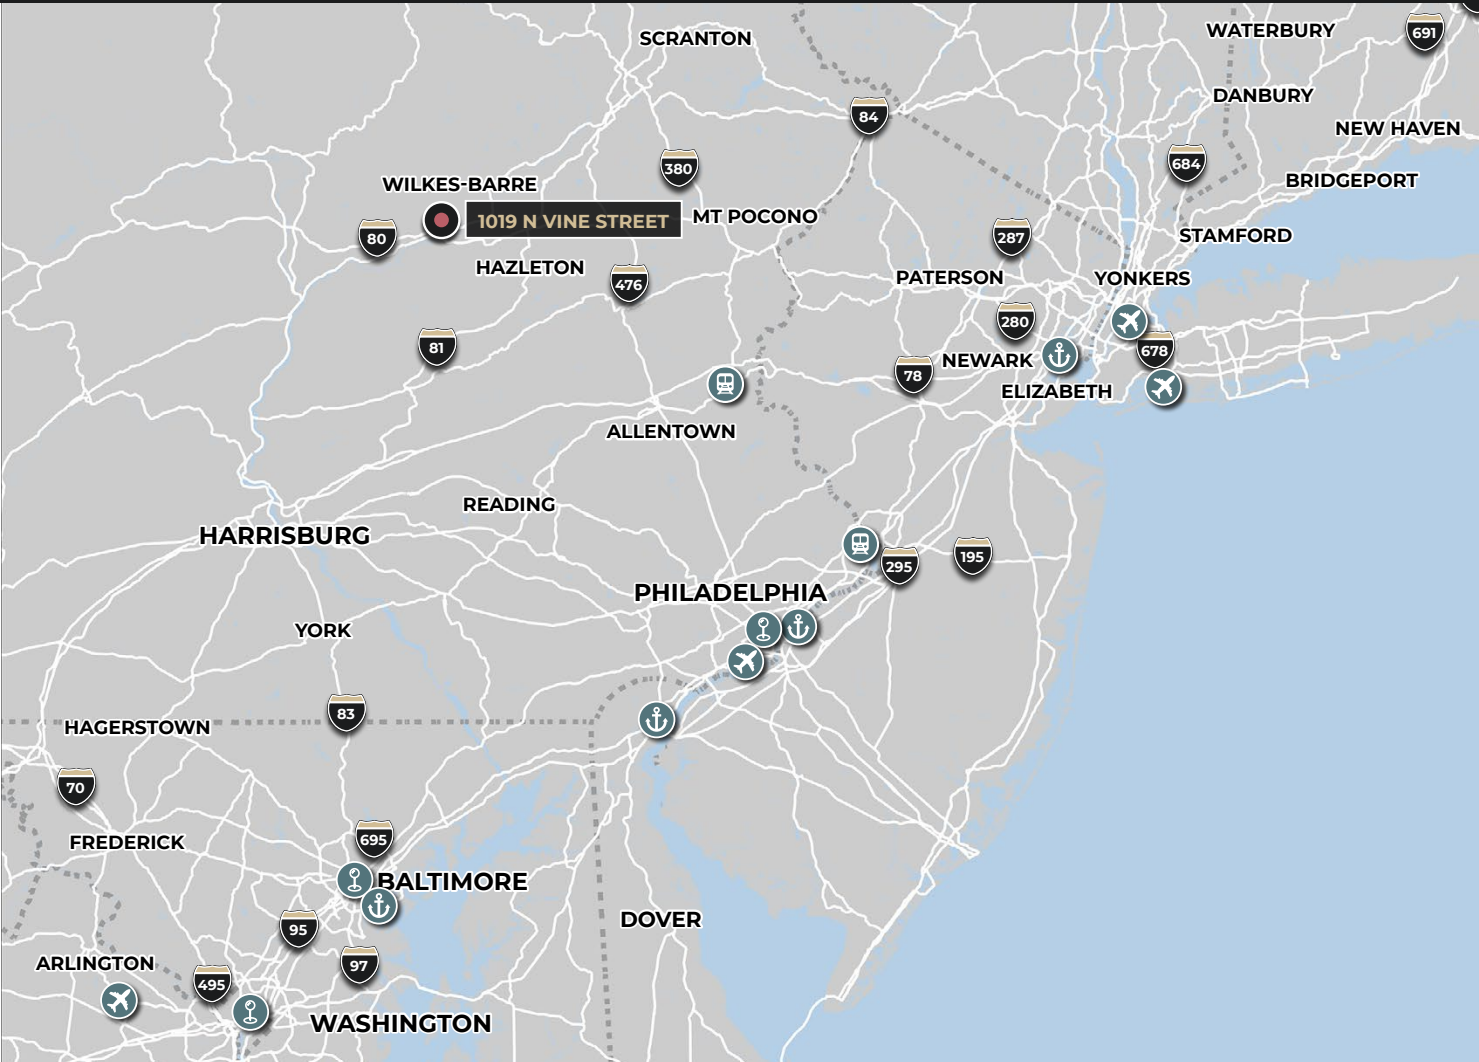 SCRANTON
WATERBURY
691
DANBURY
84
NEW HAVEN
380
684
WILKES-BARRE
BRIDGEPORT
1019 N VINE STREET
MT POCONO
80
287
STAMFORD
HAZLETON
476
PATERSON
YONKERS
280
81
678
NEWARK
78
ELIZABETH
ALLENTOWN
READING
HARRISBURG
295
195
PHILADELPHIA
YORK
83
HAGERSTOWN
70
695
FREDERICK
BALTIMORE
DOVER
95
ARLINGTON
97
495
WASHINGTON